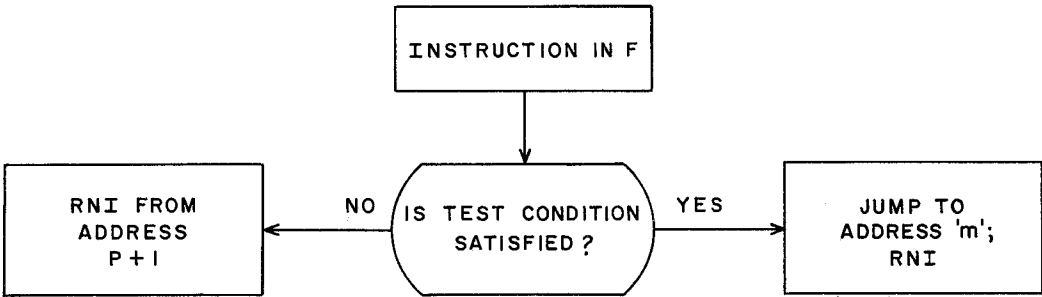 INSTRUCTION IN F
RNI FROM
ADDRESS
P+1
NO
IS TEST CONDITION
SATISFIED?
YES
JUMP TO
ADDRESS 'm';
RNI